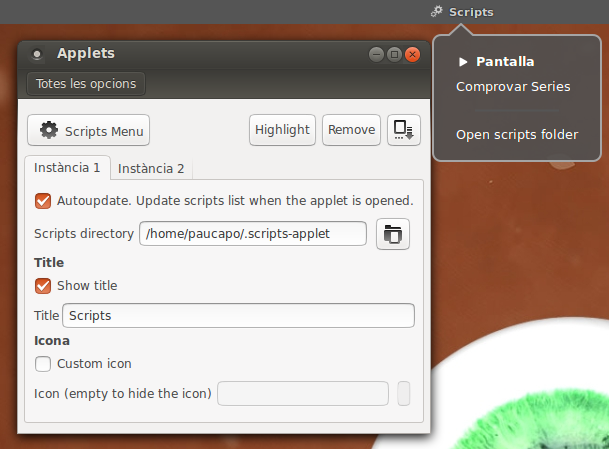 Scripts
Applets
Pantalla
Totes les opcions
Comprovar Series
Scripts Menu
Highlight
Remove
Open scripts folder
Instància 1
Instància 2
Autoupdate. Update scripts list when the applet is opened.
Scripts directory
/home/paucapo/.scripts-applet
Title
Show title
Title
Scripts
Icona
Custom icon
Icon (empty to hide the icon)